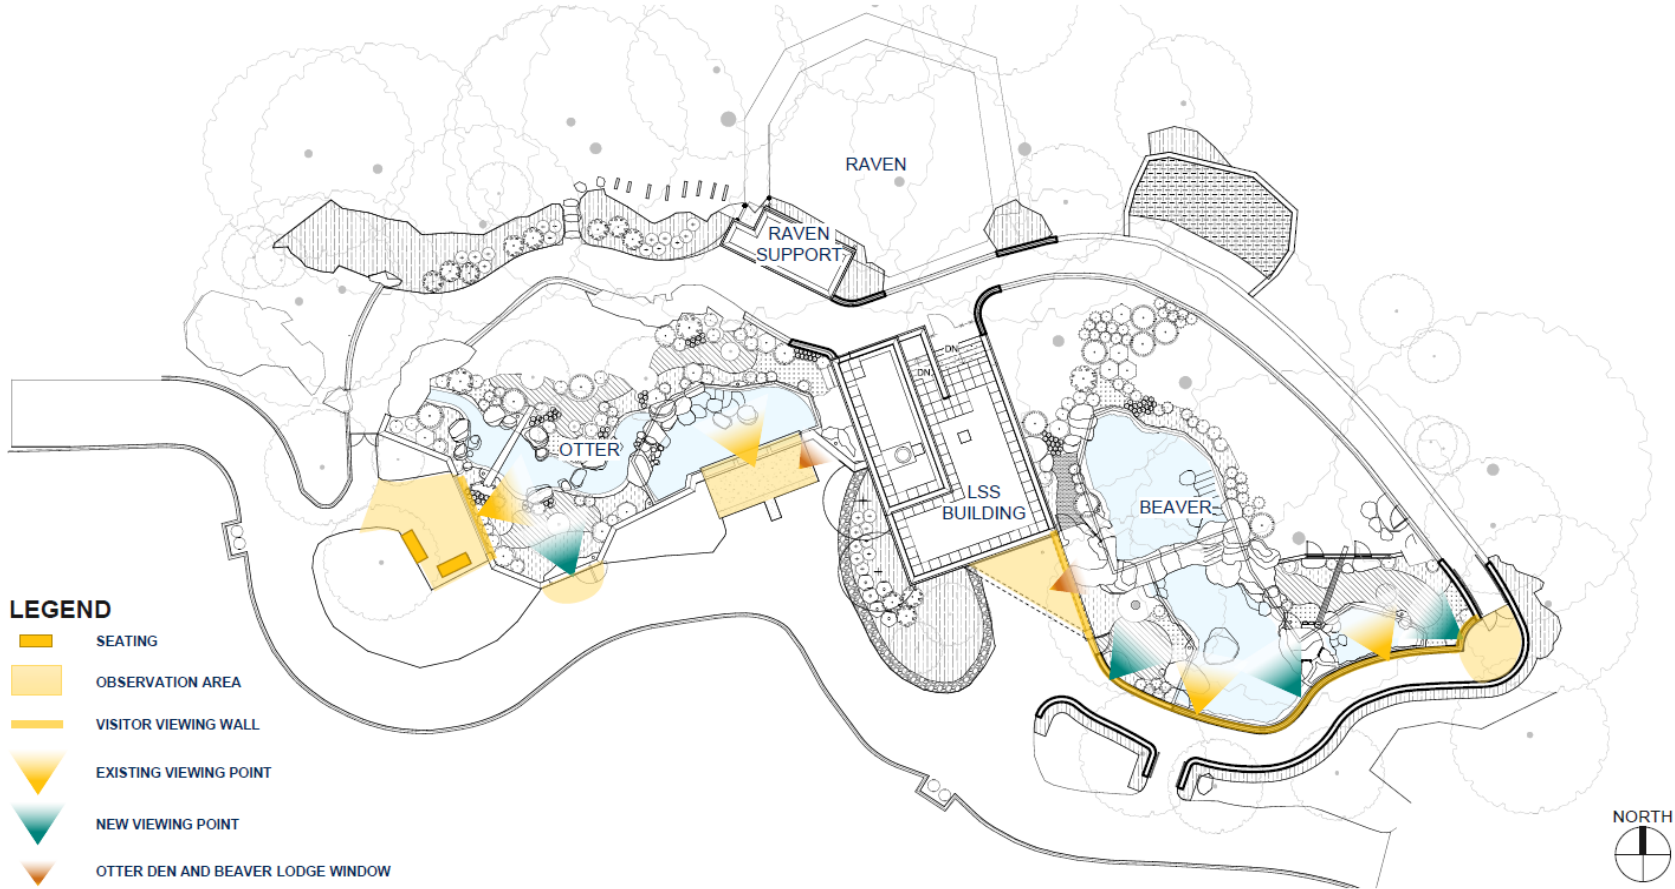 RAVEN
RAVEN
SUPPORT
DN
DN
OTTER
LSS
BUILDING
BEAVER
LEGEND
SEATING
OBSERVATION AREA
VISITOR VIEWING WALL
EXISTING VIEWING POINT
NEW VIEWING POINT
OTTER DEN AND BEAVER LODGE WINDOW
NORTH